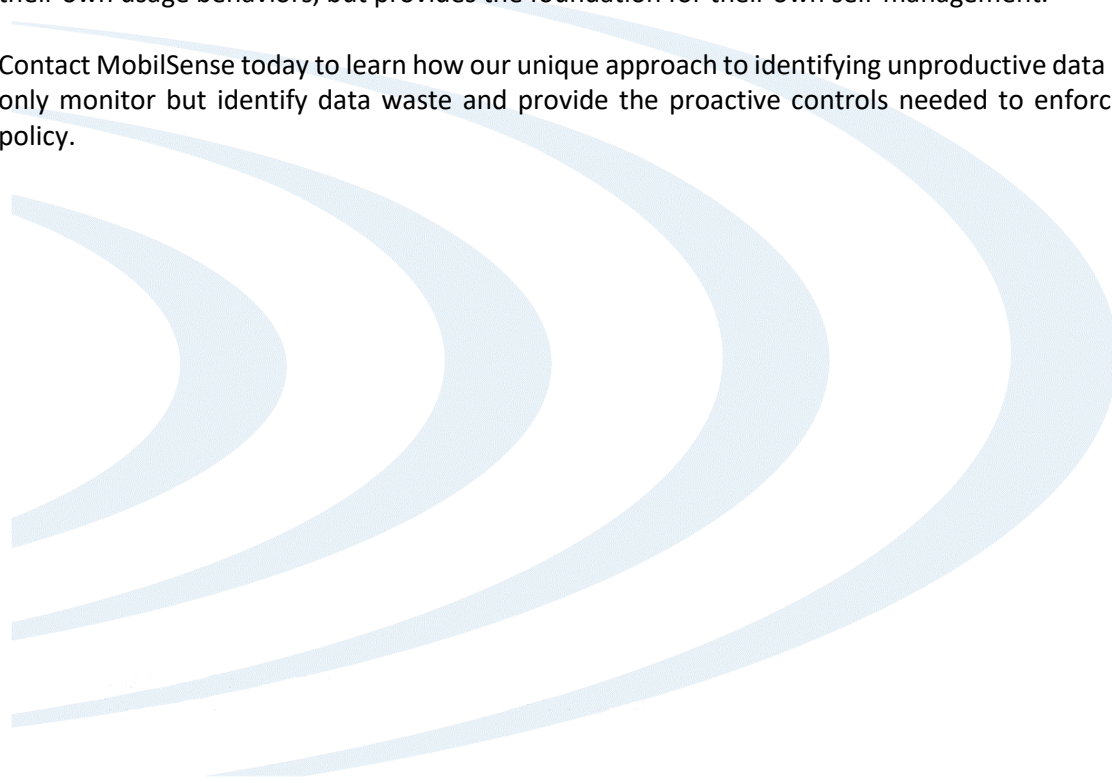 their own usage behaviors, but provides the foundation for their own self-management.
Contact MobilSense today to learn how our unique approach to identifying unproductive data
only monitor but identify data waste and provide the proactive controls needed to enforc
policy.